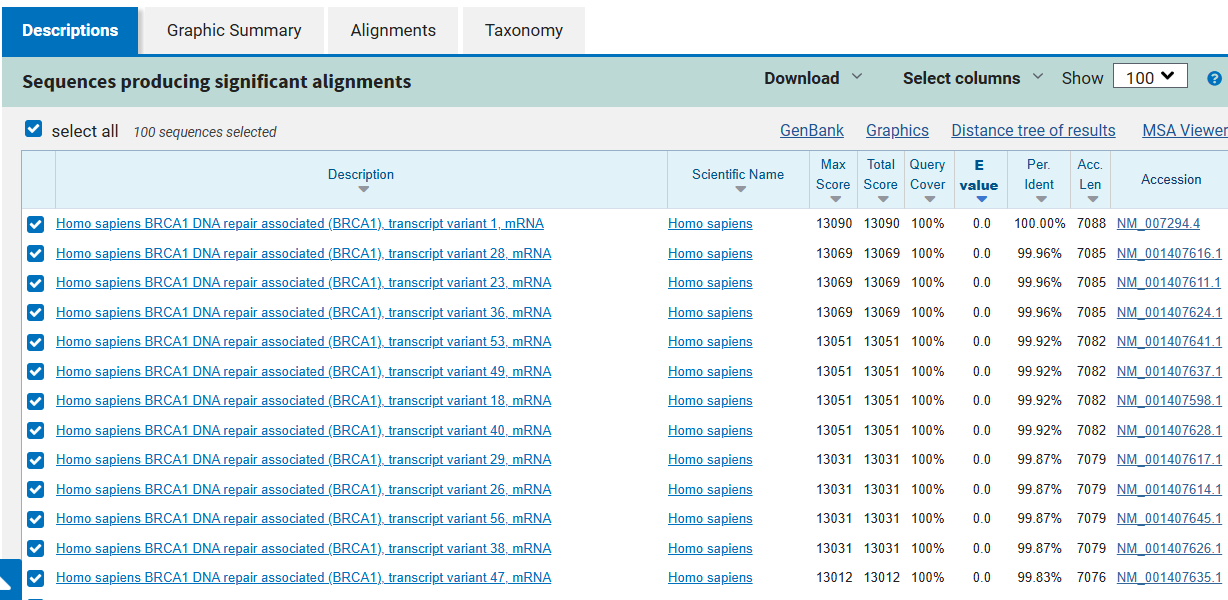 Descriptions Graphic Summary Alignments Taxonomy
Sequences producing significant alignments Download Select columns Show 100 ?
select all 100 sequences selected GenBank Graphics Distance tree of results MSA Viewer
Description Scientific Name Max Score Total Score Query Cover E value Per. Ident Acc. Len Accession
Homo sapiens BRCA1 DNA repair associated (BRCA1), transcript variant 1, mRNA Homo sapiens 13090 13090 100% 0.0 100.00% 7088 NM_007294.4
Homo sapiens BRCA1 DNA repair associated (BRCA1), transcript variant 28, mRNA Homo sapiens 13069 13069 100% 0.0 99.96% 7085 NM_001407616.1
Homo sapiens BRCA1 DNA repair associated (BRCA1), transcript variant 23, mRNA Homo sapiens 13069 13069 100% 0.0 99.96% 7085 NM_001407611.1
Homo sapiens BRCA1 DNA repair associated (BRCA1), transcript variant 36, mRNA Homo sapiens 13069 13069 100% 0.0 99.96% 7085 NM_001407624.1
Homo sapiens BRCA1 DNA repair associated (BRCA1), transcript variant 53, mRNA Homo sapiens 13051 13051 100% 0.0 99.92% 7082 NM_001407641.1
Homo sapiens BRCA1 DNA repair associated (BRCA1), transcript variant 49, mRNA Homo sapiens 13051 13051 100% 0.0 99.92% 7082 NM_001407637.1
Homo sapiens BRCA1 DNA repair associated (BRCA1), transcript variant 18, mRNA Homo sapiens 13051 13051 100% 0.0 99.92% 7082 NM_001407598.1
Homo sapiens BRCA1 DNA repair associated (BRCA1), transcript variant 40, mRNA Homo sapiens 13051 13051 100% 0.0 99.92% 7082 NM_001407628.1
Homo sapiens BRCA1 DNA repair associated (BRCA1), transcript variant 29, mRNA Homo sapiens 13031 13031 100% 0.0 99.87% 7079 NM_001407617.1
Homo sapiens BRCA1 DNA repair associated (BRCA1), transcript variant 26, mRNA Homo sapiens 13031 13031 100% 0.0 99.87% 7079 NM_001407614.1
Homo sapiens BRCA1 DNA repair associated (BRCA1), transcript variant 56, mRNA Homo sapiens 13031 13031 100% 0.0 99.87% 7079 NM_001407645.1
Homo sapiens BRCA1 DNA repair associated (BRCA1), transcript variant 38, mRNA Homo sapiens 13031 13031 100% 0.0 99.87% 7079 NM_001407626.1
Homo sapiens BRCA1 DNA repair associated (BRCA1), transcript variant 47, mRNA Homo sapiens 13012 13012 100% 0.0 99.83% 7076 NM_001407635.1